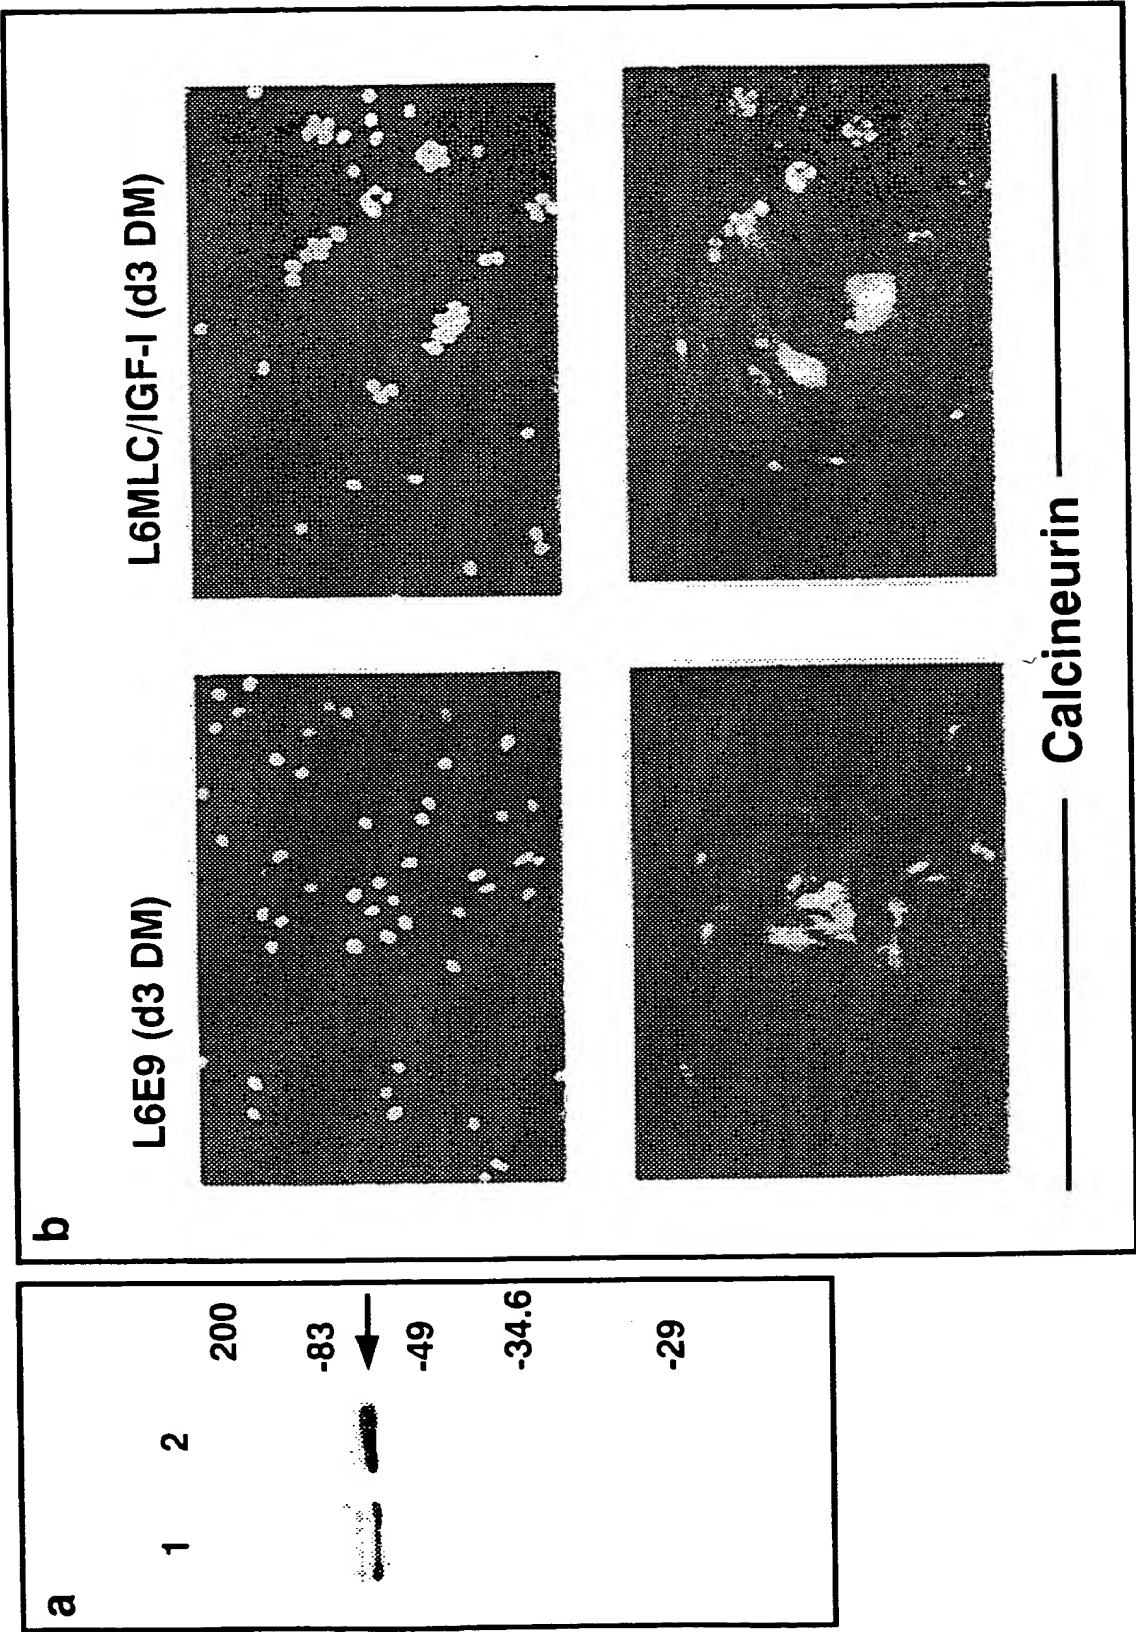 a
1 2
200
-83
-49
-34.6
-29
b
L6E9 (d3 DM)
L6MLC/IGF-I (d3 DM)
Calcineurin